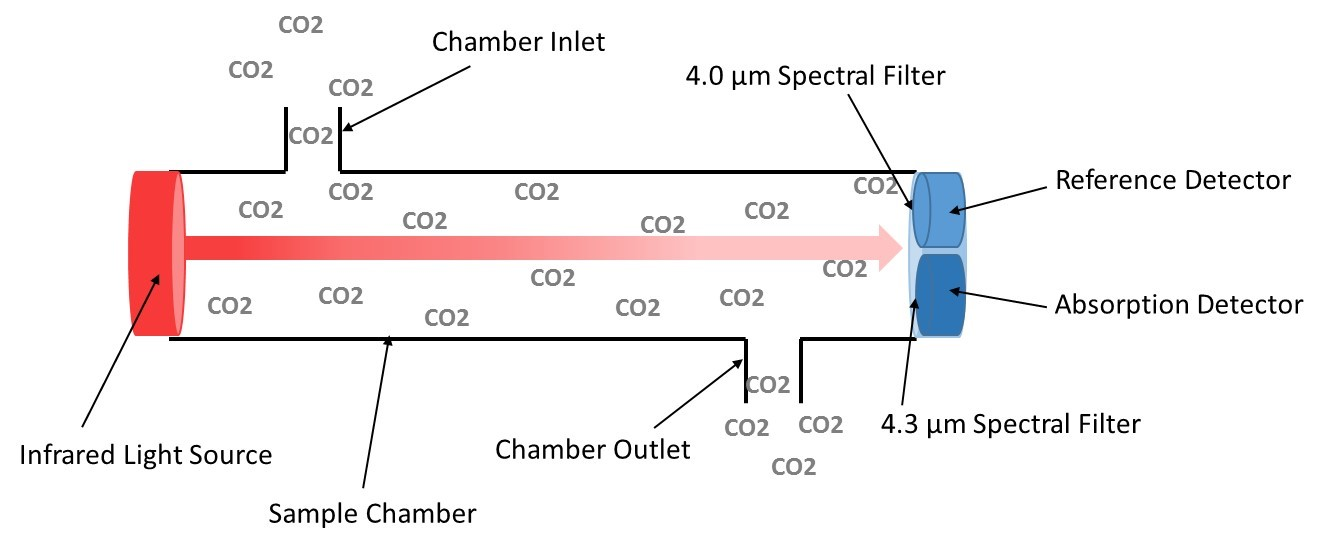 CO2
Chamber Inlet
CO2
4.0 µm Spectral Filter
CO2
CO2
Reference Detector
CO2
CO2
CO2
CO2
CO2
CO2
CO2
CO2
CO2
CO2
CO2
CO2
CO2
Absorption Detector
CO2
CO2
CO2
CO2
CO2
4.3 µm Spectral Filter
Chamber Outlet
Infrared Light Source
CO2
Sample Chamber